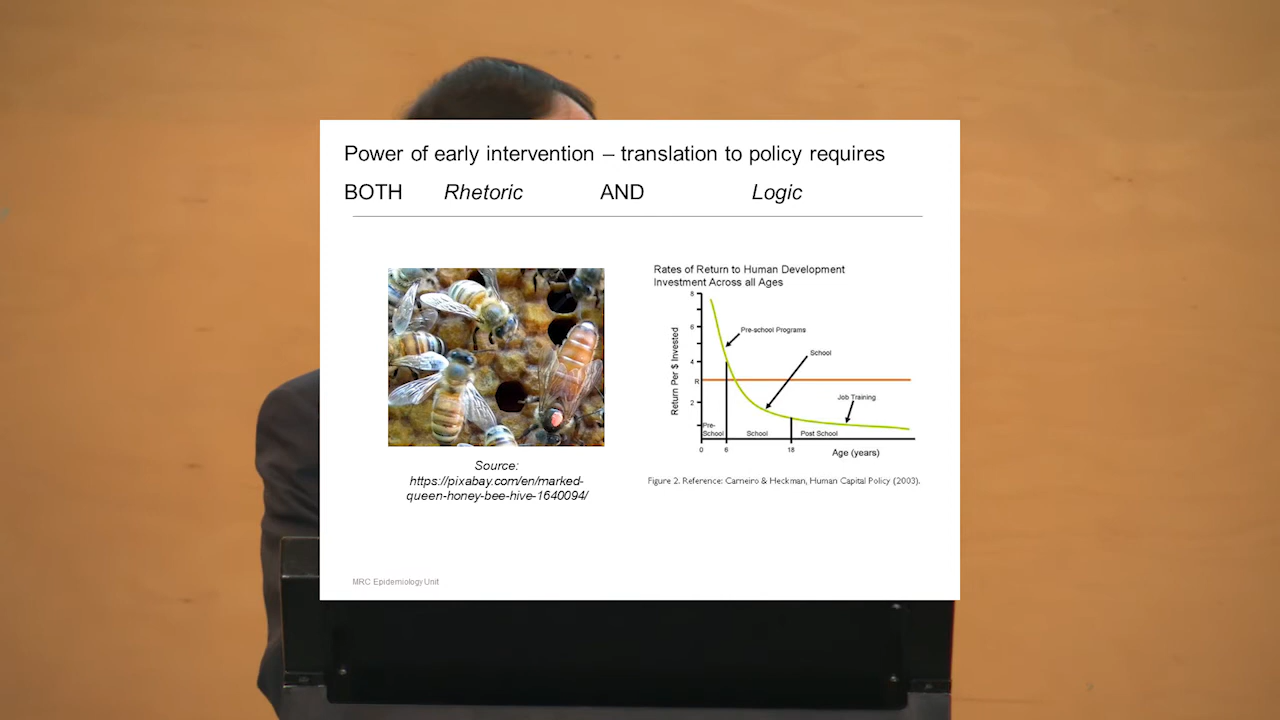 Power of early intervention – translation to policy requires
BOTH Rhetoric AND Logic
Source:
https://pixabay.com/en/marked-
queen-honey-bee-hive-1640094/
Rates of Return to Human Development
Investment Across all Ages
Return Per $ Invested
8
6
4
R
2
Pre-school Programs
School
Job Training
Pre-
School
School
Post School
0
6
18
Age (years)
Figure 2. Reference: Carneiro & Heckman, Human Capital Policy (2003).
MRC Epidemiology Unit